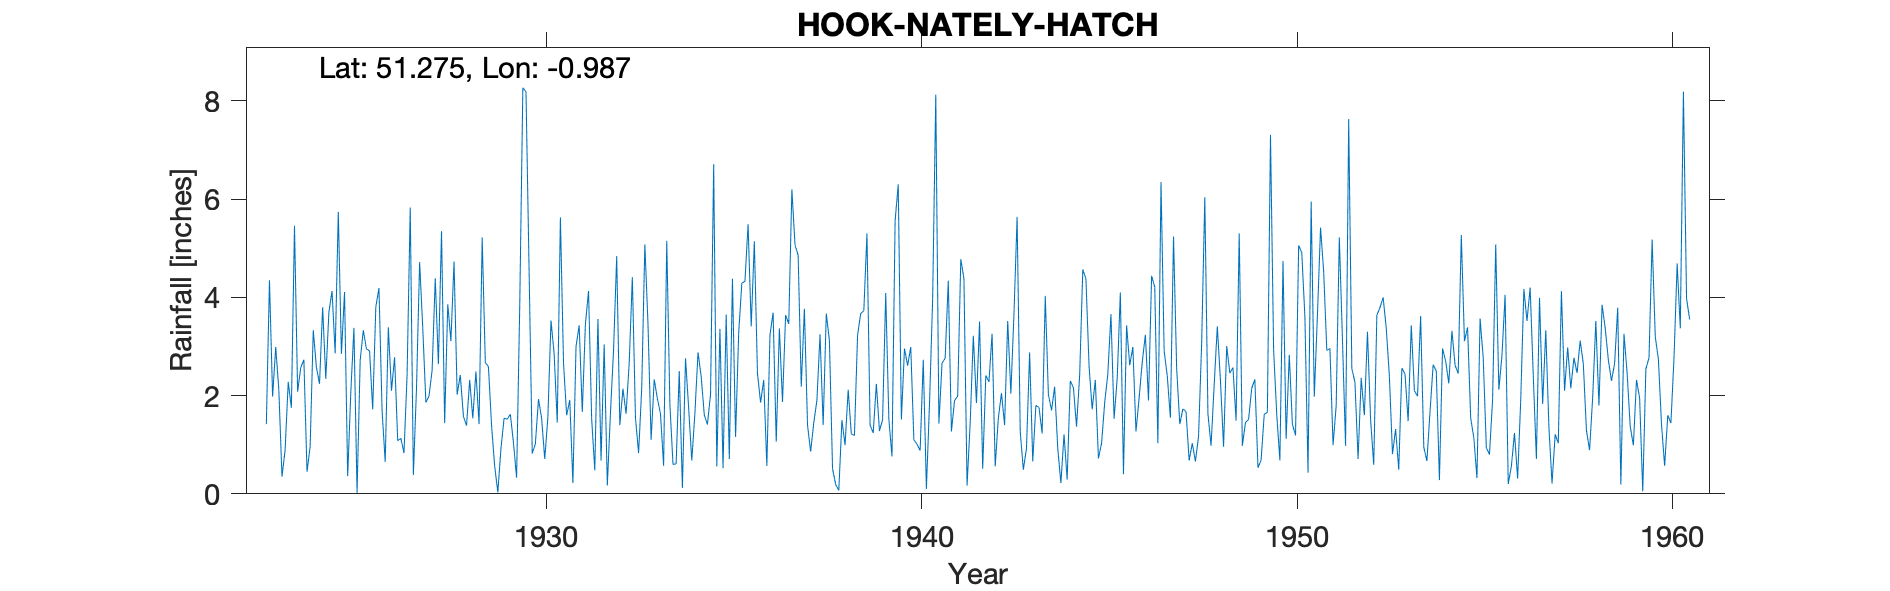 HOOK-NATELY-HATCH
Lat: 51.275, Lon: -0.987
Rainfall [inches]
8
6
4
2
0
1930 1940 1950 1960
Year